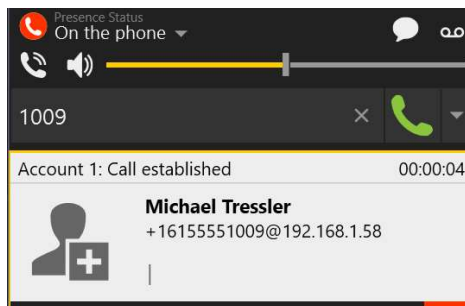 Presence Status
On the phone
1009
Account 1: Call established 00:00:04
Michael Tressler
+16155551009@192.168.1.58